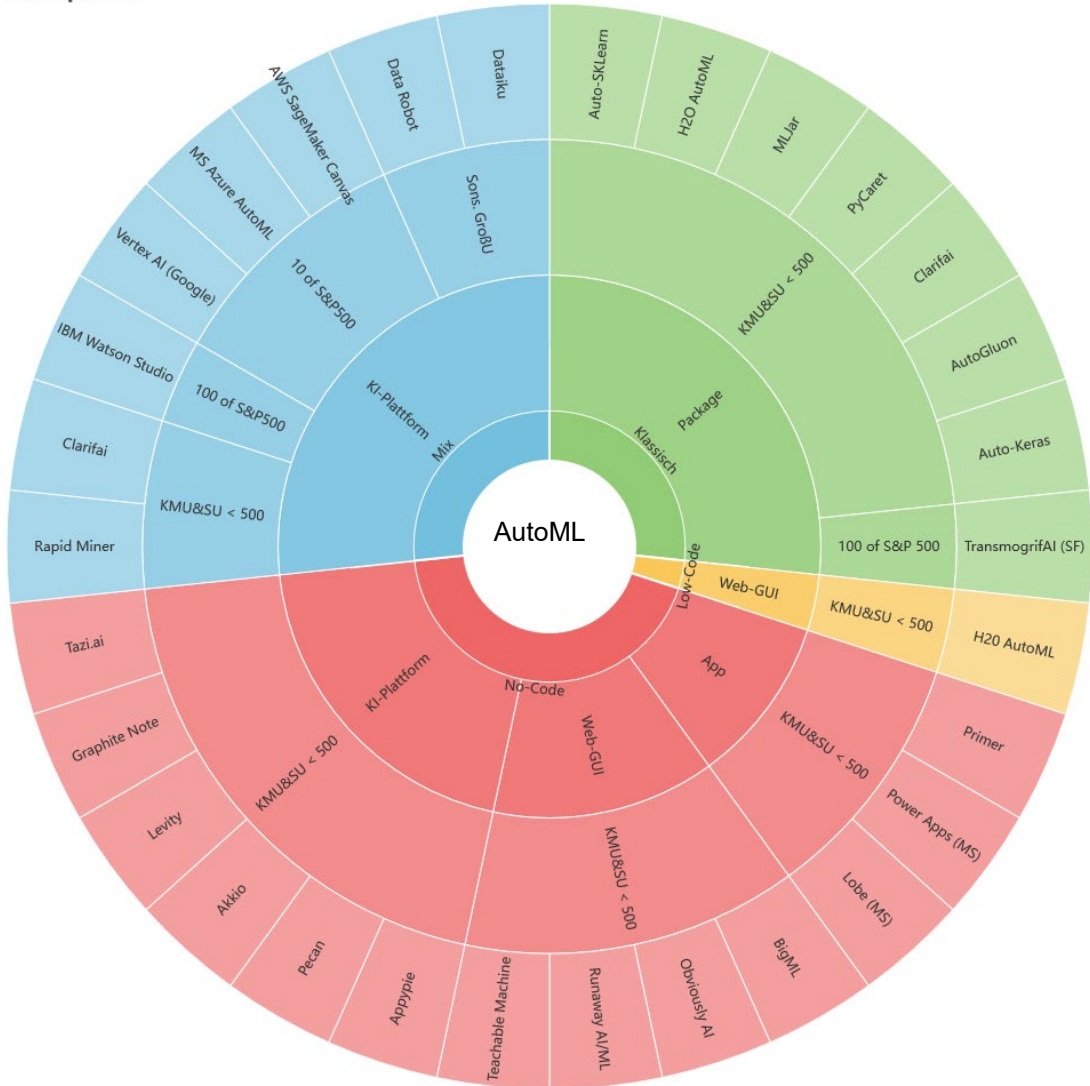 AutoML
Klassisch
Package
KMU&SU < 500
Auto-SKLearn
H2O AutoML
MLJar
PyCaret
Clarifai
AutoGluon
Auto-Keras
100 of S&P 500
TransmogrifAI (SF)
Low-Code
Web-GUI
KMU&SU < 500
H20 AutoML
No-Code
App
KMU&SU < 500
Primer
Power Apps (MS)
Lobe (MS)
Web-GUI
KMU&SU < 500
BigML
Obviously AI
Runaway AI/ML
Teachable Machine
KI-Plattform
KMU&SU < 500
Appypie
Pecan
Akkio
Levity
Graphite Note
Tazi.ai
Mix
KI-Plattform
KMU&SU < 500
Rapid Miner
Clarifai
100 of S&P500
IBM Watson Studio
10 of S&P500
Vertex AI (Google)
MS Azure AutoML
AWS SageMaker Canvas
Sons. GroßU
Data Robot
Dataiku